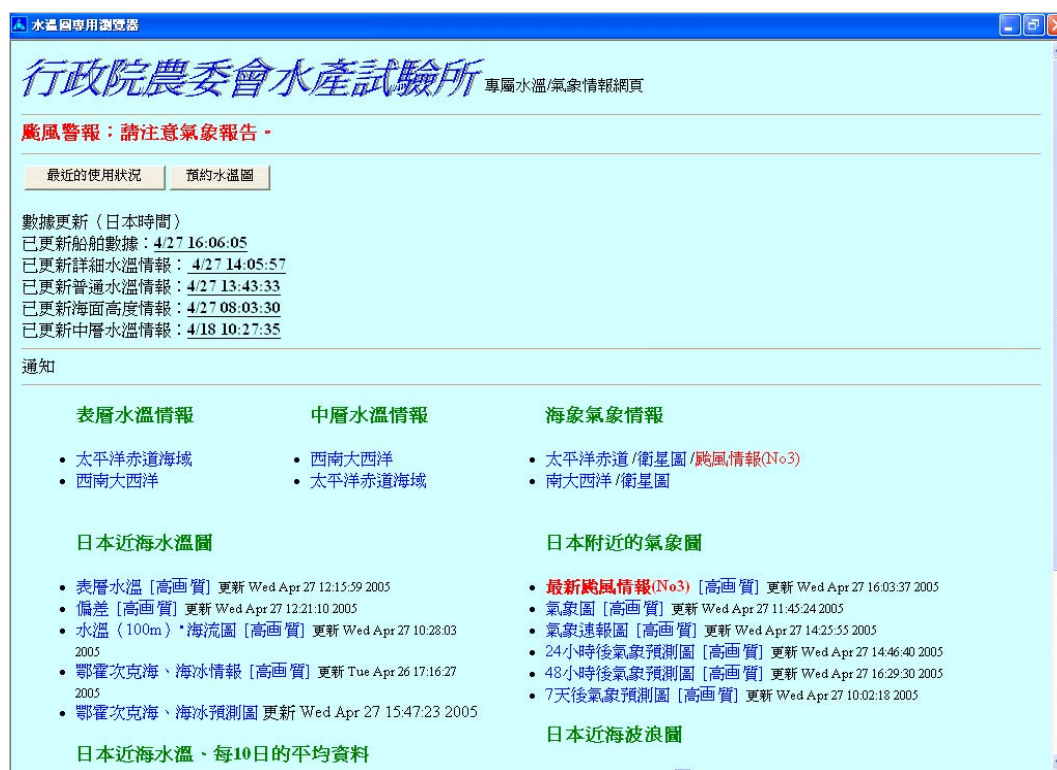 水溫圖専用瀏覽器
行政院農委會水產試驗所 專屬水溫/氣象情報網頁
颱風警報：請注意氣象報告。
最近的使用狀況 預約水溫圖
數據更新（日本時間）
已更新船舶數據：4/27 16:06:05
已更新詳細水溫情報： 4/27 14:05:57
已更新普通水溫情報：4/27 13:43:33
已更新海面高度情報：4/27 08:03:30
已更新中層水溫情報：4/18 10:27:35
通知
表層水溫情報
• 太平洋赤道海域
• 西南大西洋
中層水溫情報
• 西南大西洋
• 太平洋赤道海域
海象氣象情報
• 太平洋赤道 /衛星圖 /颱風情報(No3)
• 南大西洋 /衛星圖
日本近海水溫圖
• 表層水溫 [高画質] 更新 Wed Apr 27 12:15:59 2005
• 偏差 [高画質] 更新 Wed Apr 27 12:21:10 2005
• 水溫（100m）‧海流圖 [高画質] 更新 Wed Apr 27 10:28:03
2005
• 鄂霍次克海、海冰情報 [高画質] 更新 Tue Apr 26 17:16:27
2005
• 鄂霍次克海、海冰預測圖 更新 Wed Apr 27 15:47:23 2005
日本近海水溫、每10日的平均資料
日本附近的氣象圖
• 最新颱風情報(No3) [高画質] 更新 Wed Apr 27 16:03:37 2005
• 氣象圖 [高画質] 更新 Wed Apr 27 11:45:24 2005
• 氣象速報圖 [高画質] 更新 Wed Apr 27 14:25:55 2005
• 24小時後氣象預測圖 [高画質] 更新 Wed Apr 27 14:46:40 2005
• 48小時後氣象預測圖 [高画質] 更新 Wed Apr 27 16:29:30 2005
• 7天後氣象預測圖 [高画質] 更新 Wed Apr 27 10:02:18 2005
日本近海波浪圖